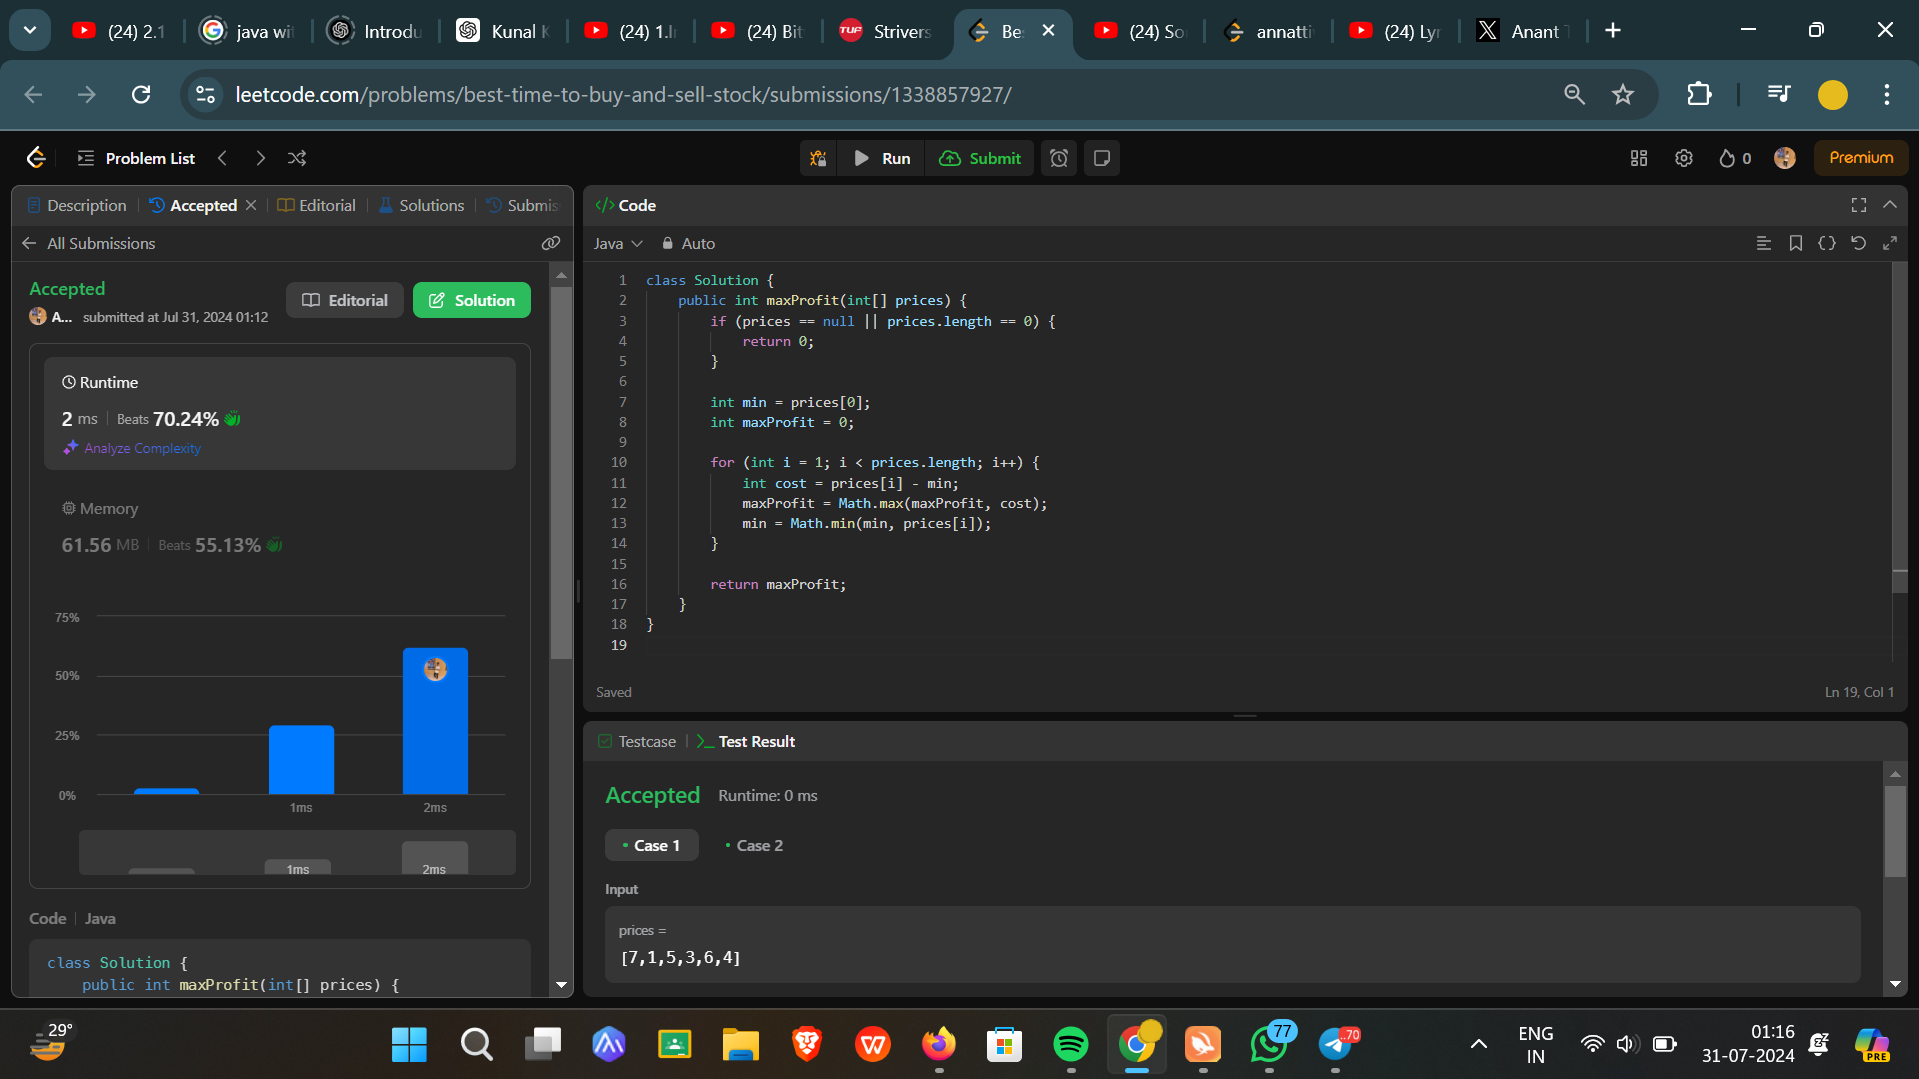 (24) 2.1
java wi
Introdu
Kunal K
(24) 1.I
(24) Bit
Strivers
Be
(24) So
annatti
(24) Lyr
Anant T
leetcode.com/problems/best-time-to-buy-and-sell-stock/submissions/1338857927/
Problem List
Run
Submit
0
Premium
Description
Accepted
Editorial
Solutions
Submis
All Submissions
Accepted
A... submitted at Jul 31, 2024 01:12
Editorial
Solution
Runtime
2 ms
Beats 70.24%
Analyze Complexity
Memory
61.56 MB
Beats 55.13%
75%
50%
25%
0%
1ms
2ms
1ms
2ms
Code
Java
class Solution {
public int maxProfit(int[] prices) {
Code
Java
Auto
1 class Solution {
2 public int maxProfit(int[] prices) {
3 if (prices == null || prices.length == 0) {
4 return 0;
5 }
6
7 int min = prices[0];
8 int maxProfit = 0;
9
10 for (int i = 1; i < prices.length; i++) {
11 int cost = prices[i] - min;
12 maxProfit = Math.max(maxProfit, cost);
13 min = Math.min(min, prices[i]);
14 }
15
16 return maxProfit;
17 }
18 }
19
Saved
Ln 19, Col 1
Testcase
Test Result
Accepted
Runtime: 0 ms
Case 1
Case 2
Input
prices =
[7,1,5,3,6,4]
29°
77
..70
ENG
IN
01:16
31-07-2024
PRE